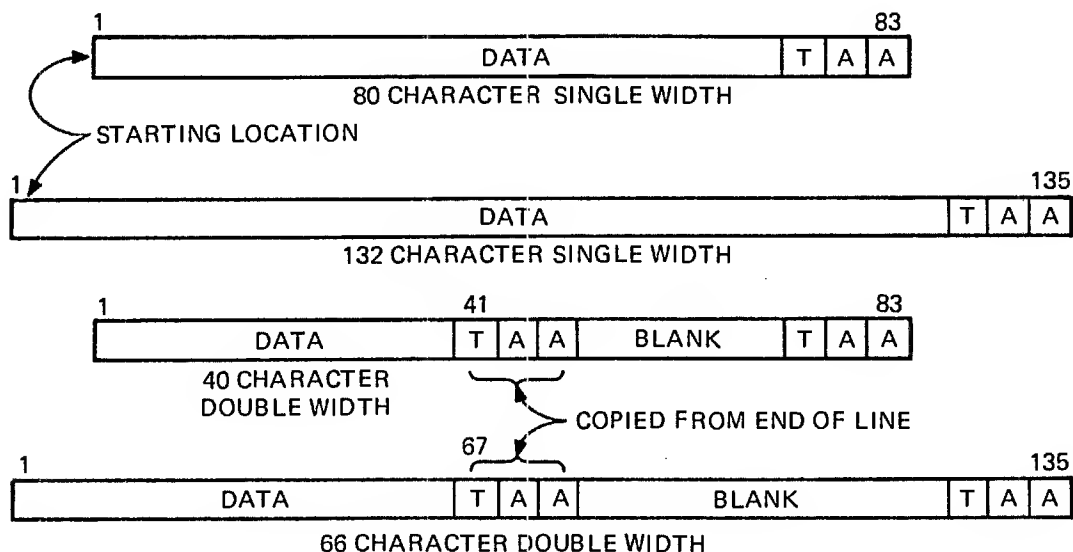 1 83
DATA T A A
80 CHARACTER SINGLE WIDTH
STARTING LOCATION
1 135
DATA T A A
132 CHARACTER SINGLE WIDTH
1 41 83
DATA T A A BLANK T A A
40 CHARACTER
DOUBLE WIDTH
COPIED FROM END OF LINE
1 67 135
DATA T A A BLANK T A A
66 CHARACTER DOUBLE WIDTH